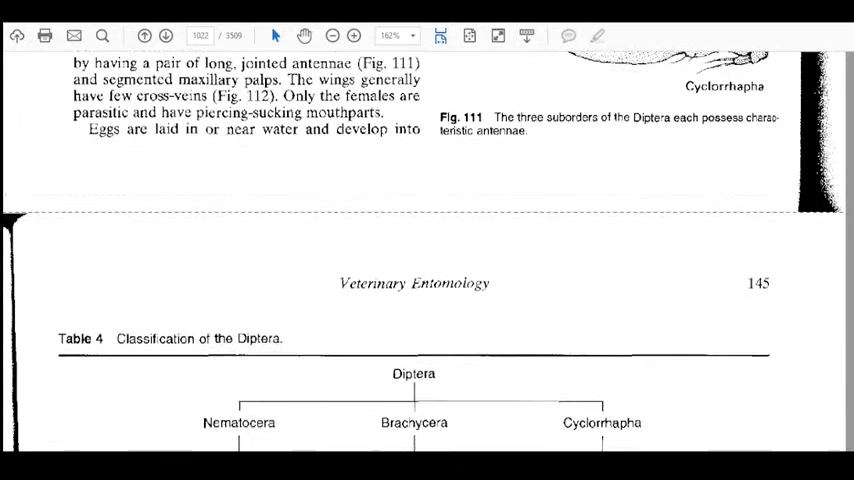 1022 / 3509
162%
by having a pair of long, jointed antennae (Fig. 111)
and segmented maxillary palps. The wings generally
have few cross-veins (Fig. 112). Only the females are
parasitic and have piercing-sucking mouthparts.
Eggs are laid in or near water and develop into
Cyclorrhapha
Fig. 111 The three suborders of the Diptera each possess charac-
teristic antennae.
Veterinary Entomology
145
Table 4 Classification of the Diptera.
Diptera
Nematocera
Brachycera
Cyclorrhapha